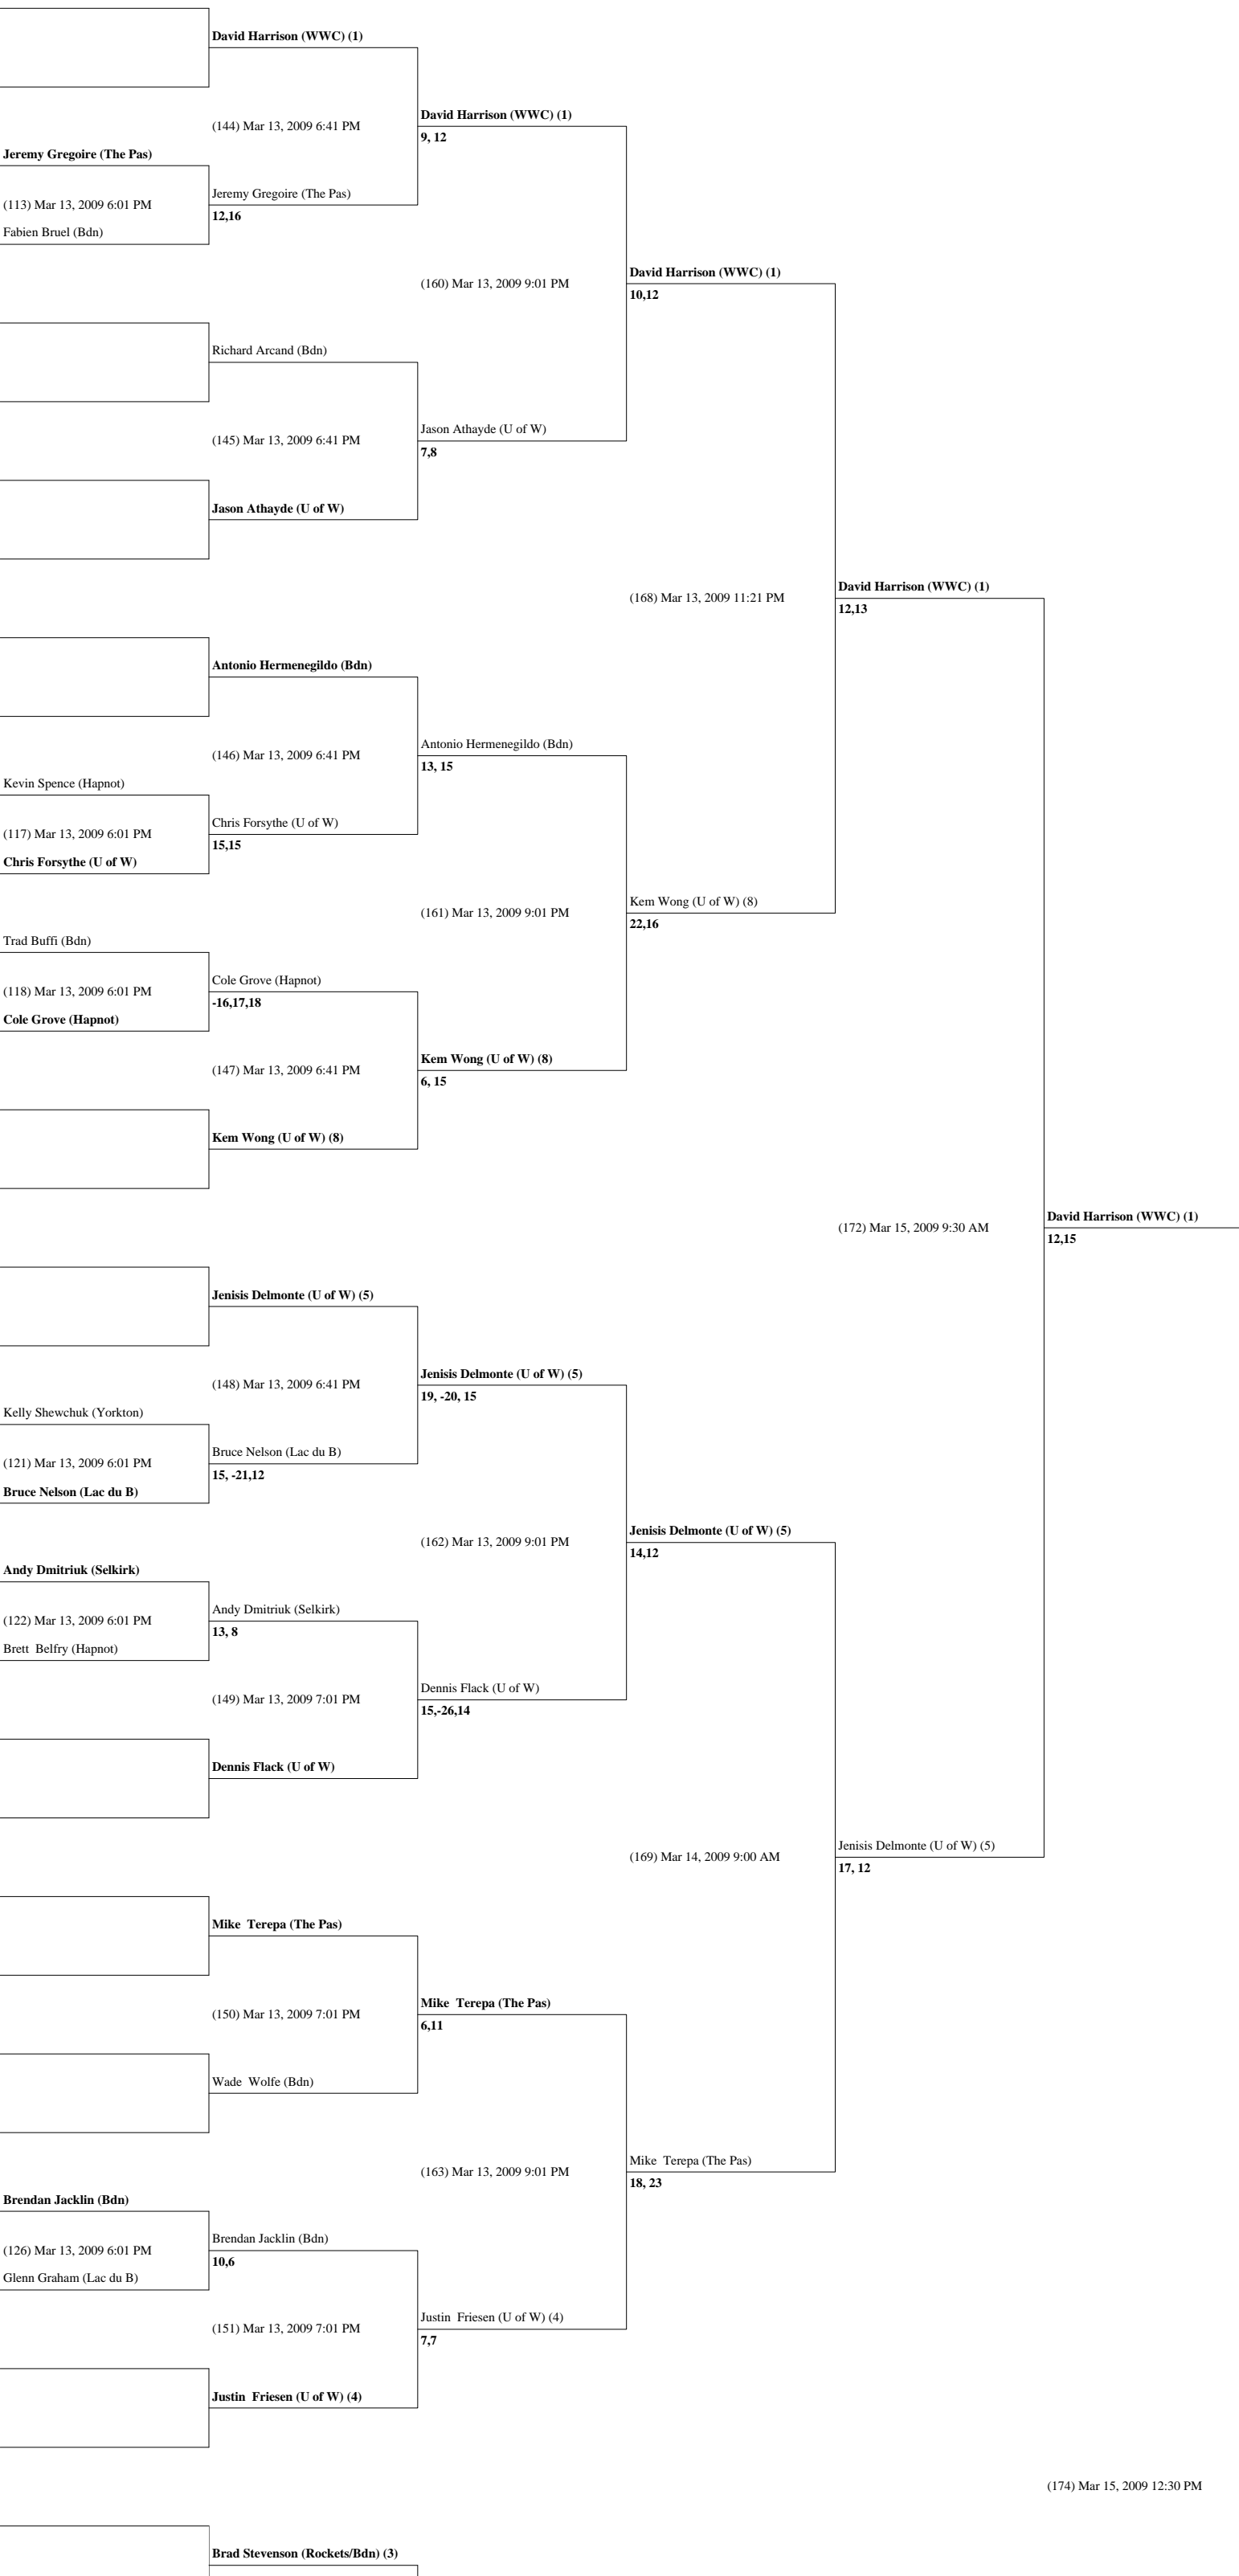 David Harrison (WWC) (1)
David Harrison (WWC) (1)
(144) Mar 13, 2009 6:41 PM
9, 12
Jeremy Gregoire (The Pas)
Jeremy Gregoire (The Pas)
(113) Mar 13, 2009 6:01 PM
12,16
Fabien Bruel (Bdn)
David Harrison (WWC) (1)
(160) Mar 13, 2009 9:01 PM
10,12
Richard Arcand (Bdn)
Jason Athayde (U of W)
(145) Mar 13, 2009 6:41 PM
7,8
Jason Athayde (U of W)
David Harrison (WWC) (1)
(168) Mar 13, 2009 11:21 PM
12,13
Antonio Hermenegildo (Bdn)
Antonio Hermenegildo (Bdn)
(146) Mar 13, 2009 6:41 PM
13, 15
Kevin Spence (Hapnot)
Chris Forsythe (U of W)
(117) Mar 13, 2009 6:01 PM
15,15
Chris Forsythe (U of W)
Kem Wong (U of W) (8)
(161) Mar 13, 2009 9:01 PM
22,16
Trad Buffi (Bdn)
Cole Grove (Hapnot)
(118) Mar 13, 2009 6:01 PM
-16,17,18
Cole Grove (Hapnot)
Kem Wong (U of W) (8)
(147) Mar 13, 2009 6:41 PM
6, 15
Kem Wong (U of W) (8)
David Harrison (WWC) (1)
(172) Mar 15, 2009 9:30 AM
12,15
Jenisis Delmonte (U of W) (5)
Jenisis Delmonte (U of W) (5)
(148) Mar 13, 2009 6:41 PM
19, -20, 15
Kelly Shewchuk (Yorkton)
Bruce Nelson (Lac du B)
(121) Mar 13, 2009 6:01 PM
15, -21,12
Bruce Nelson (Lac du B)
Jenisis Delmonte (U of W) (5)
(162) Mar 13, 2009 9:01 PM
14,12
Andy Dmitriuk (Selkirk)
Andy Dmitriuk (Selkirk)
(122) Mar 13, 2009 6:01 PM
13, 8
Brett  Belfry (Hapnot)
Dennis Flack (U of W)
(149) Mar 13, 2009 7:01 PM
15,-26,14
Dennis Flack (U of W)
Jenisis Delmonte (U of W) (5)
(169) Mar 14, 2009 9:00 AM
17, 12
Mike  Terepa (The Pas)
Mike  Terepa (The Pas)
(150) Mar 13, 2009 7:01 PM
6,11
Wade  Wolfe (Bdn)
Mike  Terepa (The Pas)
(163) Mar 13, 2009 9:01 PM
18, 23
Brendan Jacklin (Bdn)
Brendan Jacklin (Bdn)
(126) Mar 13, 2009 6:01 PM
10,6
Glenn Graham (Lac du B)
Justin  Friesen (U of W) (4)
(151) Mar 13, 2009 7:01 PM
7,7
Justin  Friesen (U of W) (4)
(174) Mar 15, 2009 12:30 PM
Brad Stevenson (Rockets/Bdn) (3)